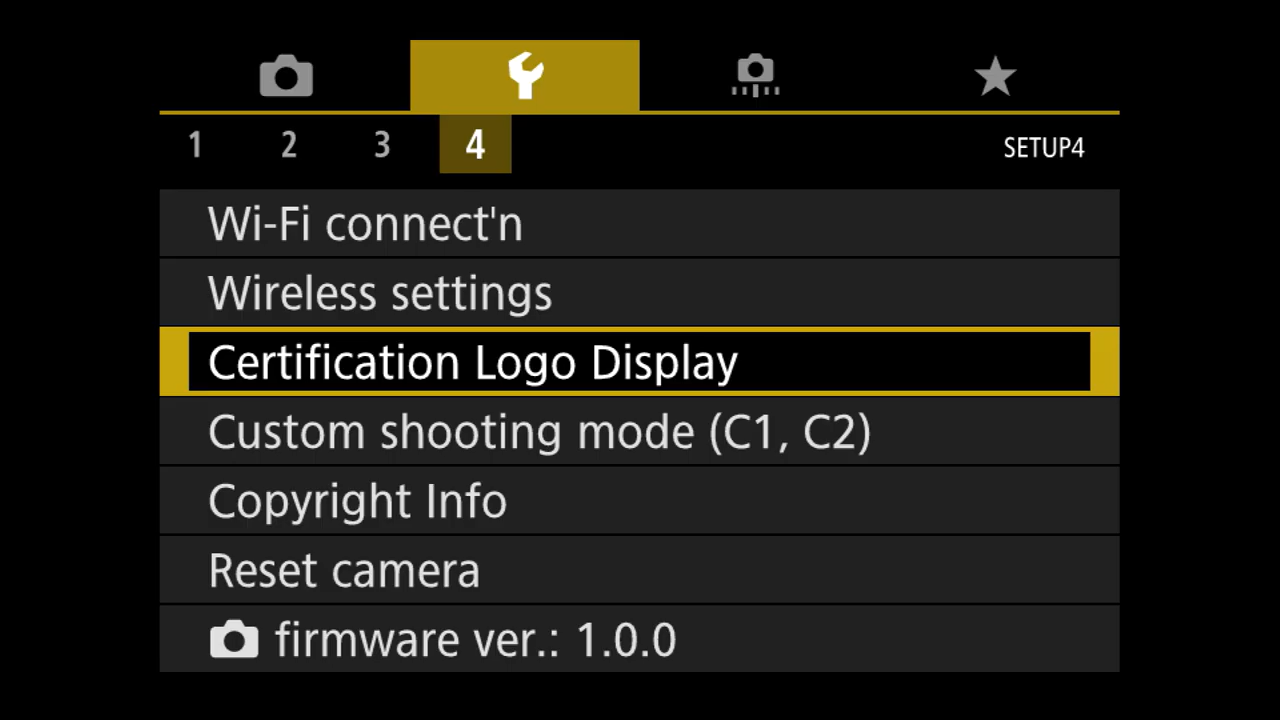 1 2 3 4 SETUP4
Wi-Fi connect'n
Wireless settings
Certification Logo Display
Custom shooting mode (C1, C2)
Copyright Info
Reset camera
firmware ver.: 1.0.0